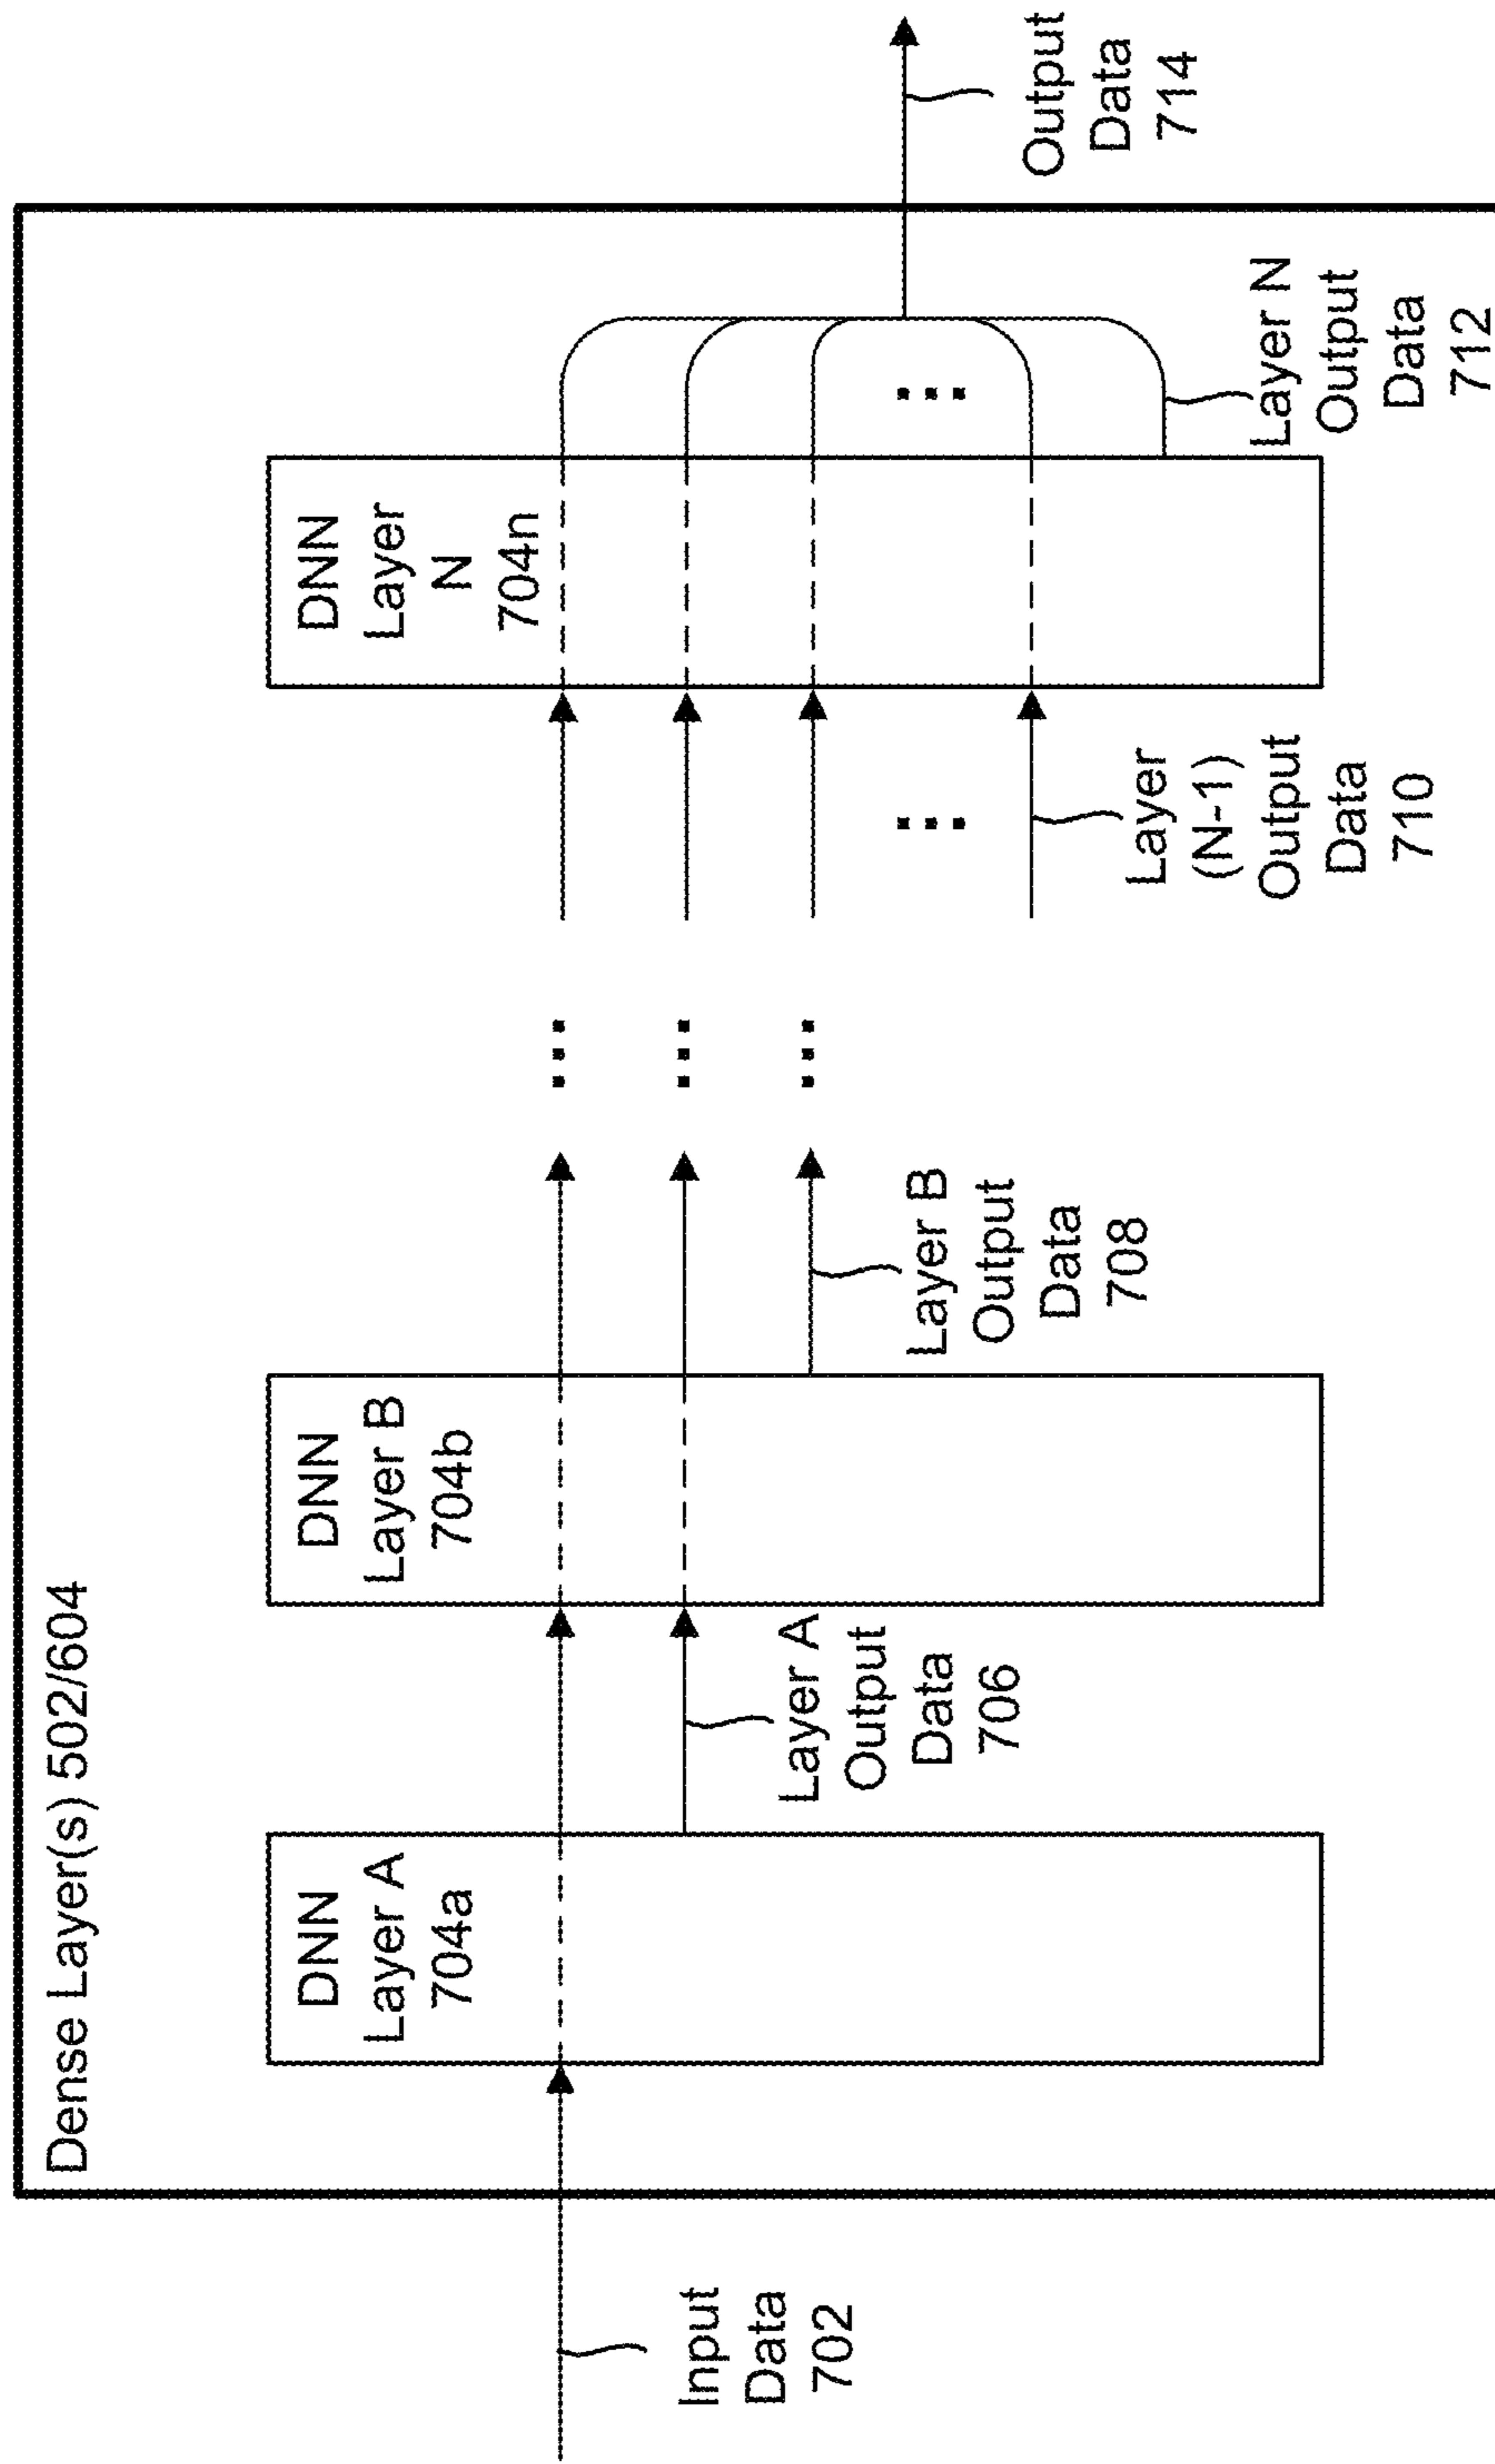 Dense Layer(s) 502/604
Input
Data
702
DNN
Layer A
704a
Layer A
Output
Data
706
DNN
Layer B
704b
Layer B
Output
Data
708
...
...
...
...
Layer
(N-1)
Output
Data
710
DNN
Layer
N
704n
...
Layer N
Output
Data
712
Output
Data
714